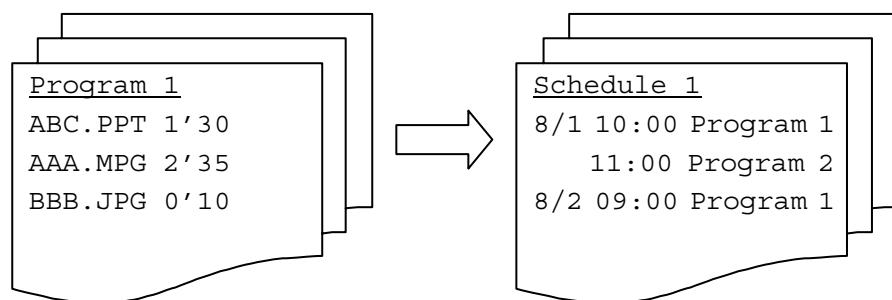 Program 1
ABC.PPT 1’30
AAA.MPG 2’35
BBB.JPG 0’10
Schedule 1
8/1 10:00 Program 1
11:00 Program 2
8/2 09:00 Program 1